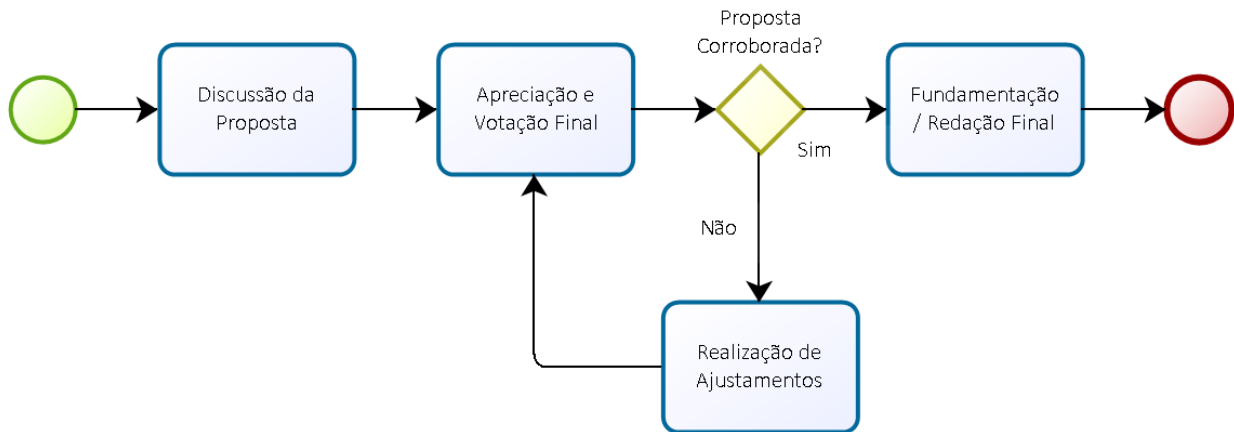 Discussão da
Proposta
Apreciação e
Votação Final
Proposta
Corroborada?
Sim
Fundamentação
/ Redação Final
Não
Realização de
Ajustamentos